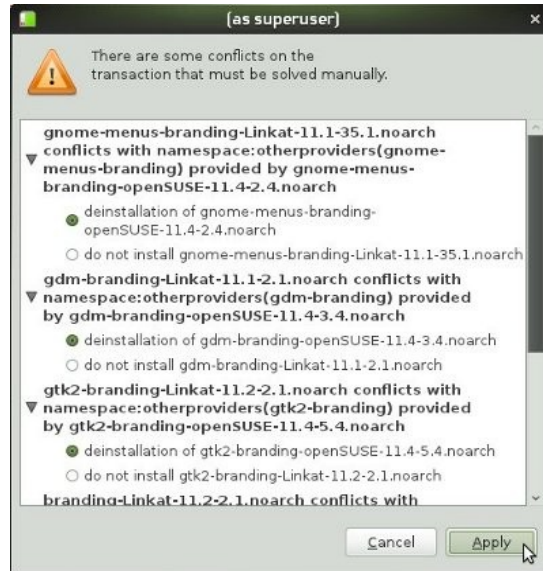 (as superuser)
There are some conflicts on the
transaction that must be solved manually.
gnome-menus-branding-Linkat-11.1-35.1.noarch
conflicts with namespace:otherproviders(gnome-
menus-branding) provided by gnome-menus-
branding-openSUSE-11.4-2.4.noarch
deinstallation of gnome-menus-branding-
openSUSE-11.4-2.4.noarch
do not install gnome-menus-branding-Linkat-11.1-35.1.noarch
gdm-branding-Linkat-11.1-2.1.noarch conflicts with
namespace:otherproviders(gdm-branding) provided
by gdm-branding-openSUSE-11.4-3.4.noarch
deinstallation of gdm-branding-openSUSE-11.4-3.4.noarch
do not install gdm-branding-Linkat-11.1-2.1.noarch
gtk2-branding-Linkat-11.2-2.1.noarch conflicts with
namespace:otherproviders(gtk2-branding) provided
by gtk2-branding-openSUSE-11.4-5.4.noarch
deinstallation of gtk2-branding-openSUSE-11.4-5.4.noarch
do not install gtk2-branding-Linkat-11.2-2.1.noarch
branding-Linkat-11.2-2.1.noarch conflicts with
Cancel
Apply